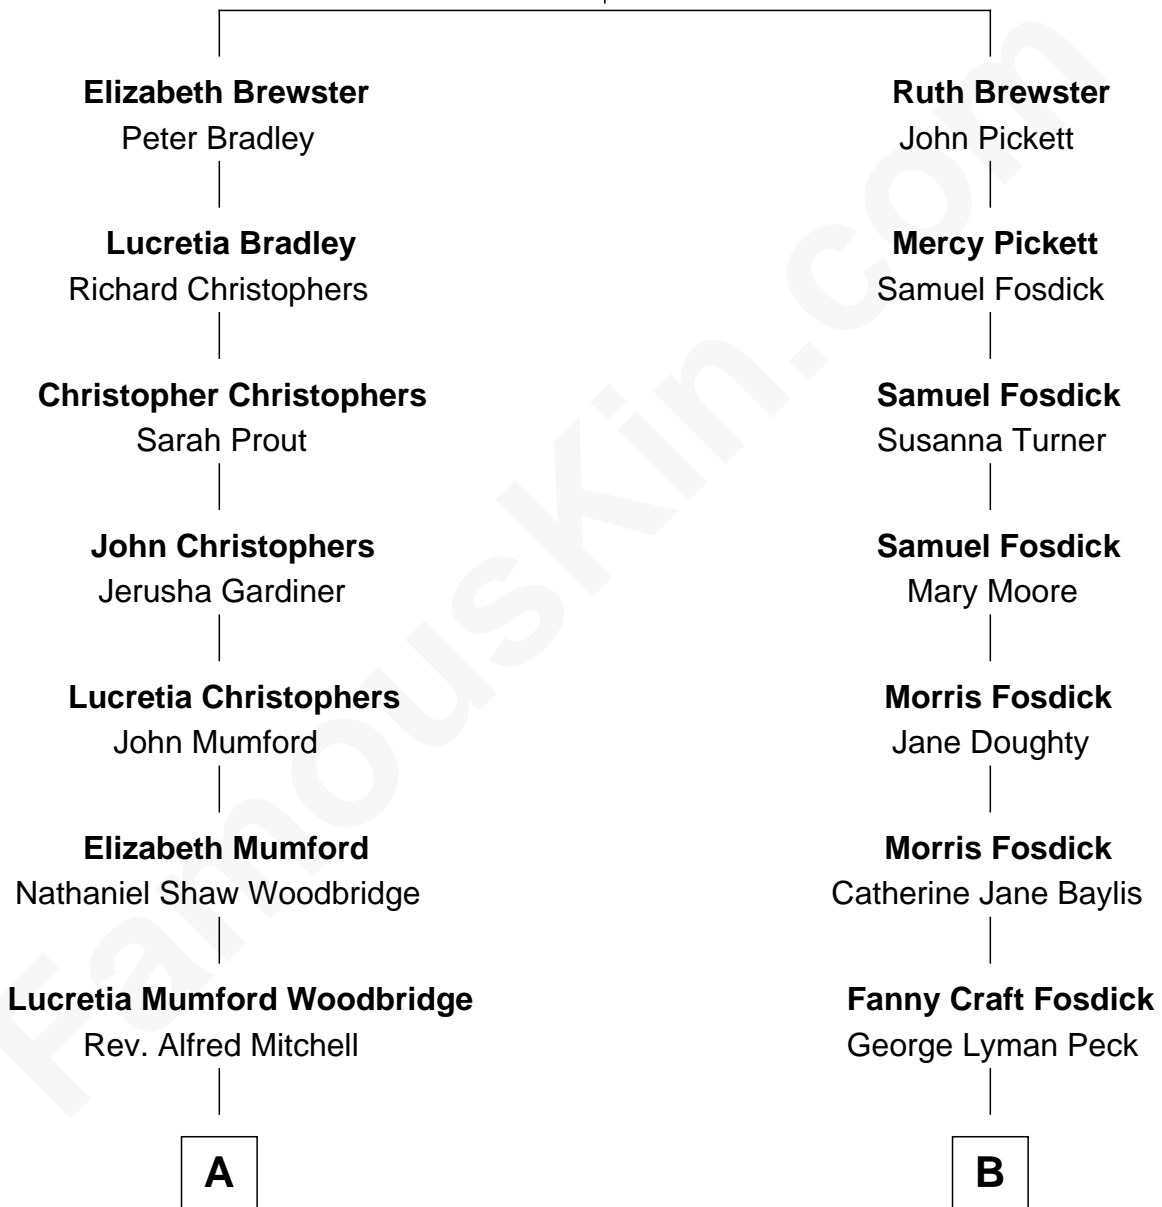 Elizabeth Brewster
Peter Bradley
Lucretia Bradley
Richard Christophers
Christopher Christophers
Sarah Prout
John Christophers
Jerusha Gardiner
Lucretia Christophers
John Mumford
Elizabeth Mumford
Nathaniel Shaw Woodbridge
Lucretia Mumford Woodbridge
Rev. Alfred Mitchell
A
Ruth Brewster
John Pickett
Mercy Pickett
Samuel Fosdick
Samuel Fosdick
Susanna Turner
Samuel Fosdick
Mary Moore
Morris Fosdick
Jane Doughty
Morris Fosdick
Catherine Jane Baylis
Fanny Craft Fosdick
George Lyman Peck
B
FamousKin.com